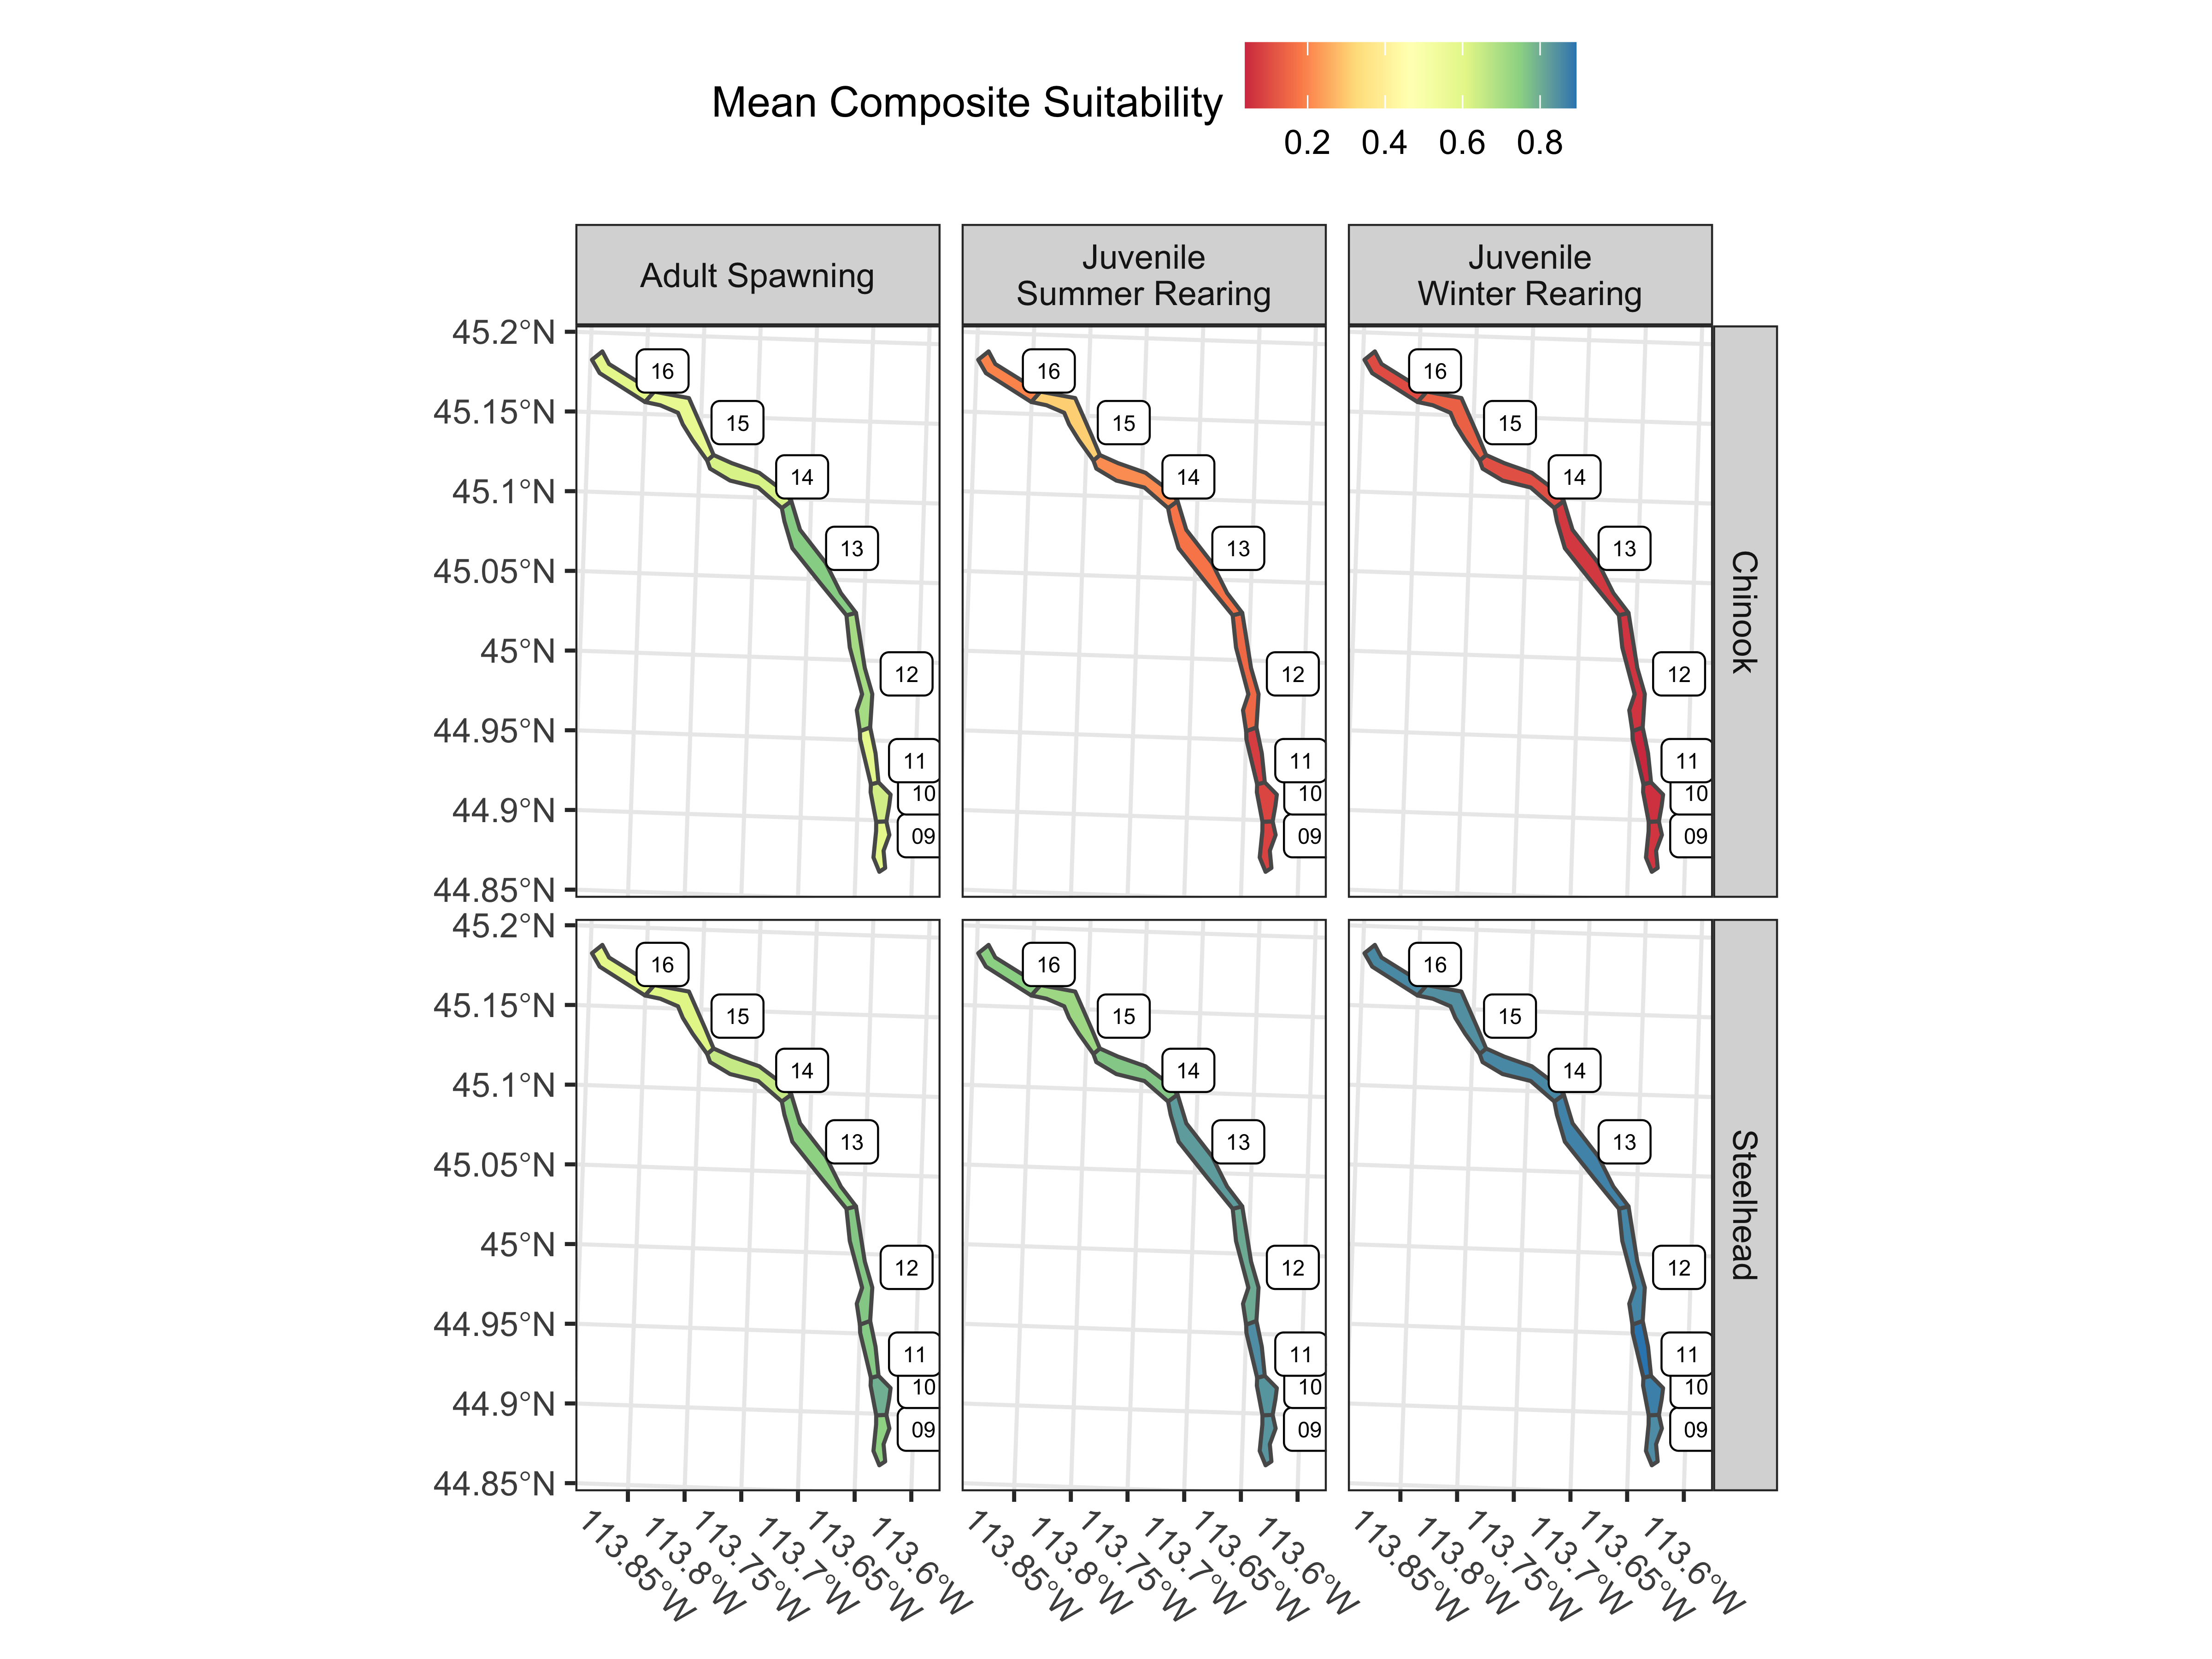 Mean Composite Suitability
0.2 0.4 0.6 0.8
Adult Spawning
Juvenile
Summer Rearing
Juvenile
Winter Rearing
45.2°N
45.15°N
45.1°N
45.05°N
45°N
44.95°N
44.9°N
44.85°N
16
15
14
13
12
11
10
09
16
15
14
13
12
11
10
09
16
15
14
13
12
11
10
09
Chinook
45.2°N
45.15°N
45.1°N
45.05°N
45°N
44.95°N
44.9°N
44.85°N
16
15
14
13
12
11
10
09
16
15
14
13
12
11
10
09
16
15
14
13
12
11
10
09
Steelhead
113.85°W
113.8°W
113.75°W
113.7°W
113.65°W
113.6°W
113.85°W
113.8°W
113.75°W
113.7°W
113.65°W
113.6°W
113.85°W
113.8°W
113.75°W
113.7°W
113.65°W
113.6°W